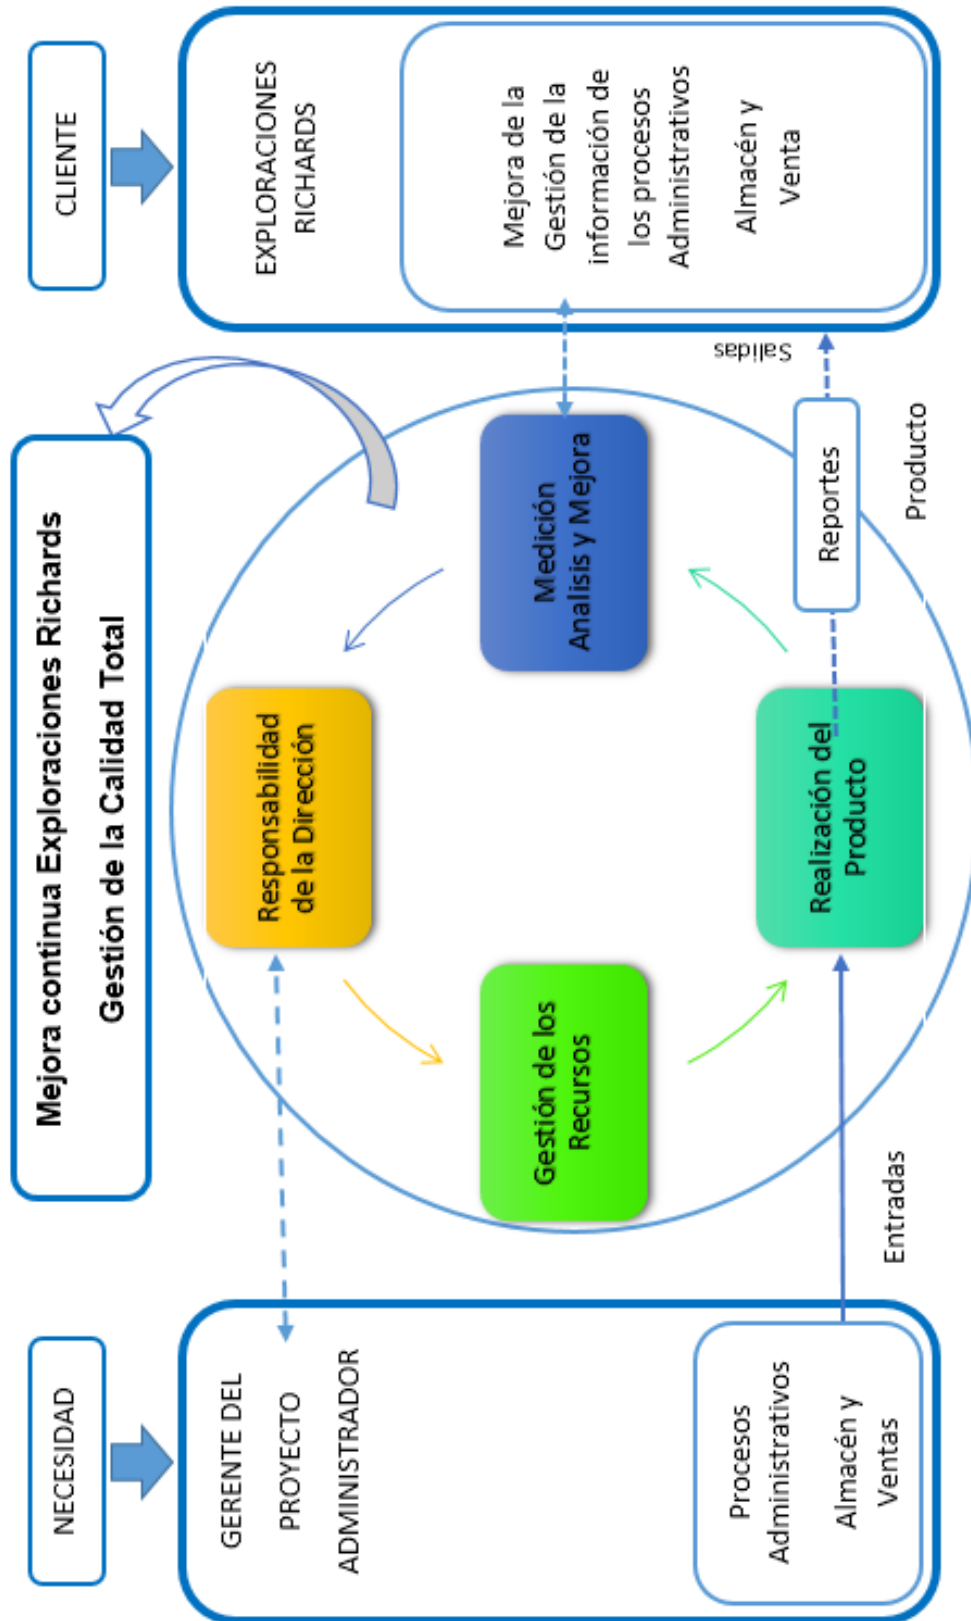 Mejora continua Exploraciones Richards
Gestión de la Calidad Total
NECESIDAD
GERENTE DEL
PROYECTO
ADMINISTRADOR
Procesos
Administrativos
Almacén y
Ventas
Entradas
Responsabilidad
de la Dirección
Gestión de los
Recursos
Medición
Analisis y Mejora
Realización del
Producto
Reportes
Salidas
Producto
CLIENTE
EXPLORACIONES
RICHARDS
Mejora de la
Gestión de la
información de
los procesos
Administrativos
Almacén y
Venta